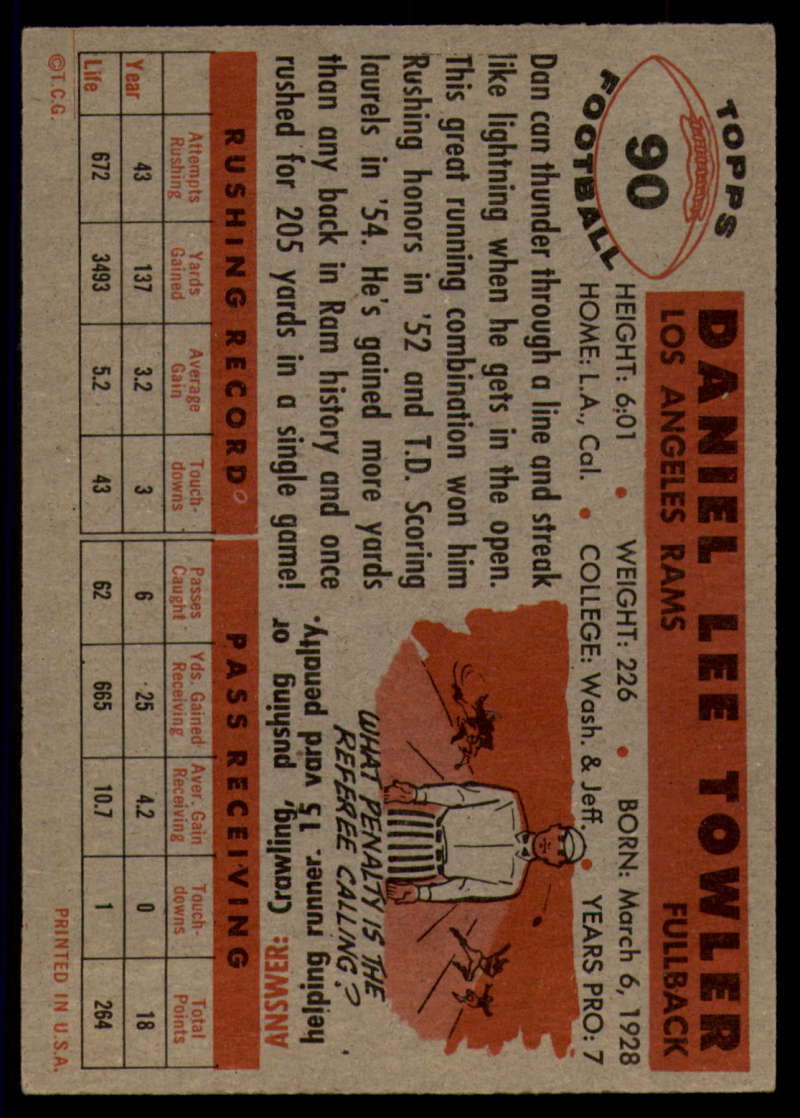 TOPPS
90
FOOTBALL
DANIEL LEE TOWLER
LOS ANGELES RAMS FULLBACK
HEIGHT: 6:01 • WEIGHT: 226 • BORN: March 6, 1928
HOME: L.A., Cal. • COLLEGE: Wash. & Jeff. • YEARS PRO: 7
Dan can thunder through a line and streak
like lightning when he gets in the open.
This great running combination won him
Rushing honors in '52 and T.D. Scoring
laurels in '54. He's gained more yards
than any back in Ram history and once
rushed for 205 yards in a single game!
WHAT PENALTY IS THE
REFEREE CALLING?
ANSWER: Crawling, pushing or
helping runner. 15 yard penalty.
RUSHING RECORD PASS RECEIVING
Attempts Rushing Yards Gained Average Gain Touch-downs Passes Caught Yds. Gained Receiving Aver. Gain Receiving Touch-downs Total Points
Year 43 137 3.2 3 6 25 4.2 0 18
Life 672 3493 5.2 43 62 665 10.7 1 264
©T.C.G. PRINTED IN U.S.A.